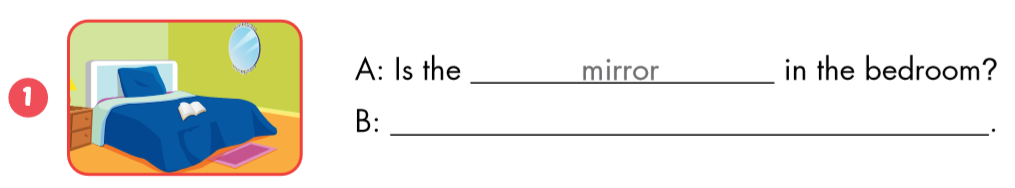 1
A: Is the mirror in the bedroom?
B: .